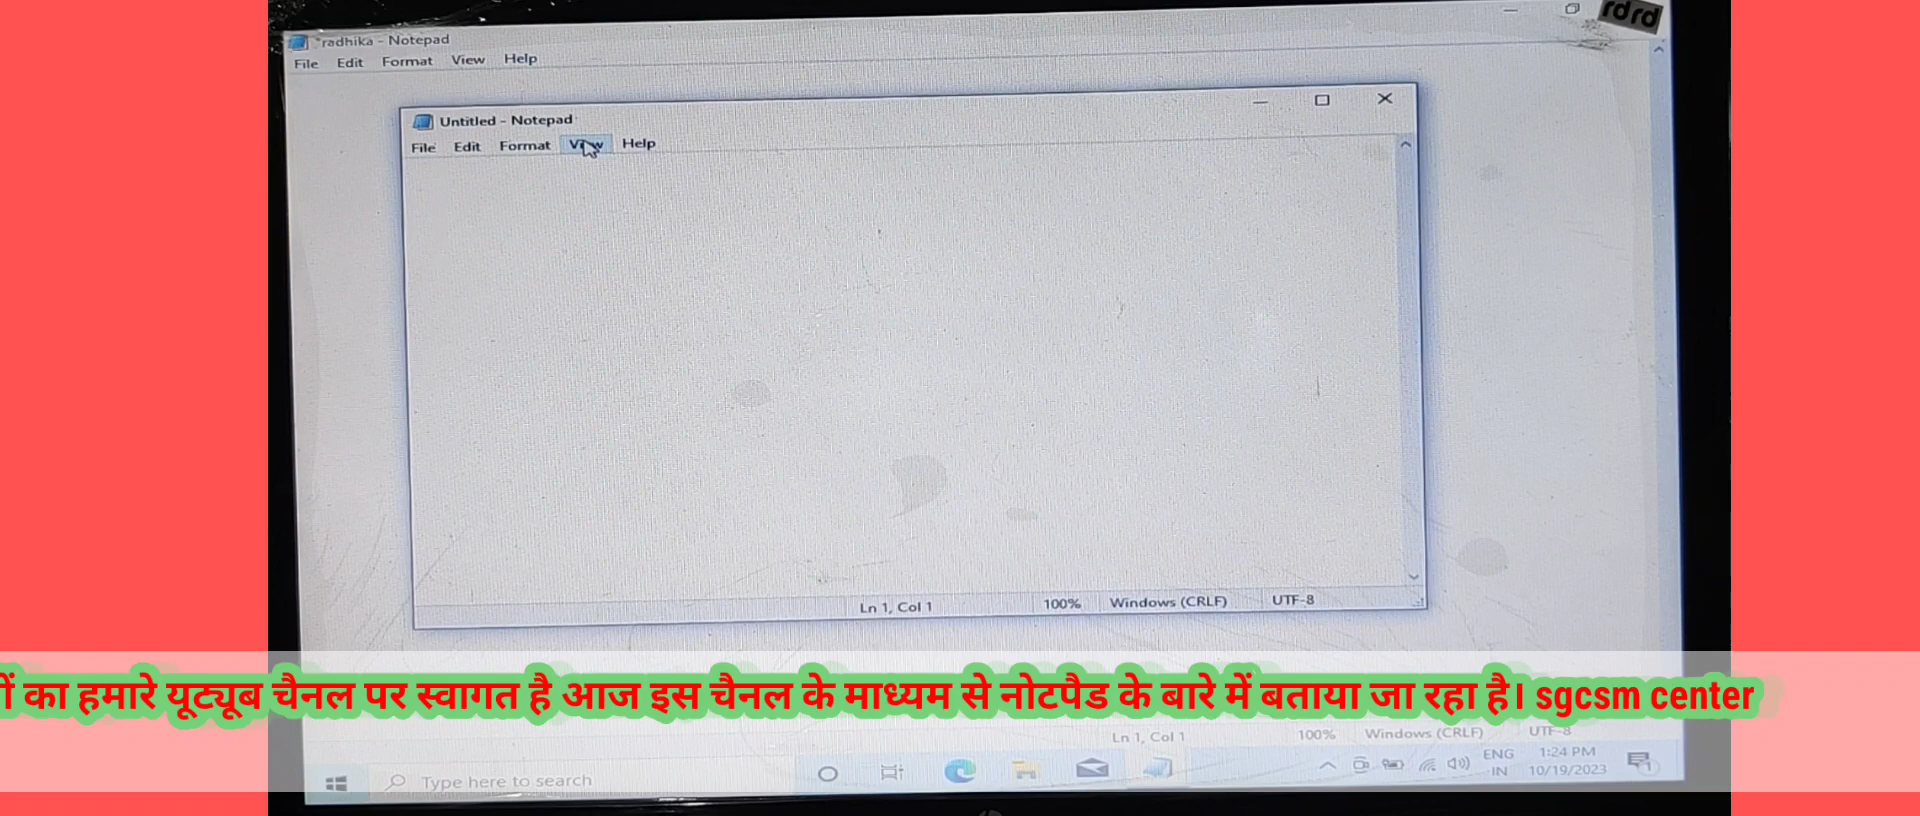 rdrd
*radhika - Notepad
File Edit Format View Help
Untitled - Notepad
File Edit Format View Help
Ln 1, Col 1 100% Windows (CRLF) UTF-8
का हमारे यूट्यूब चैनल पर स्वागत है आज इस चैनल के माध्यम से नोटपैड के बारे में बताया जा रहा है। sgcsm center
Ln 1, Col 1 100% Windows (CRLF) UTF-8
Type here to search
ENG 1:24 PM
IN 10/19/2023
1